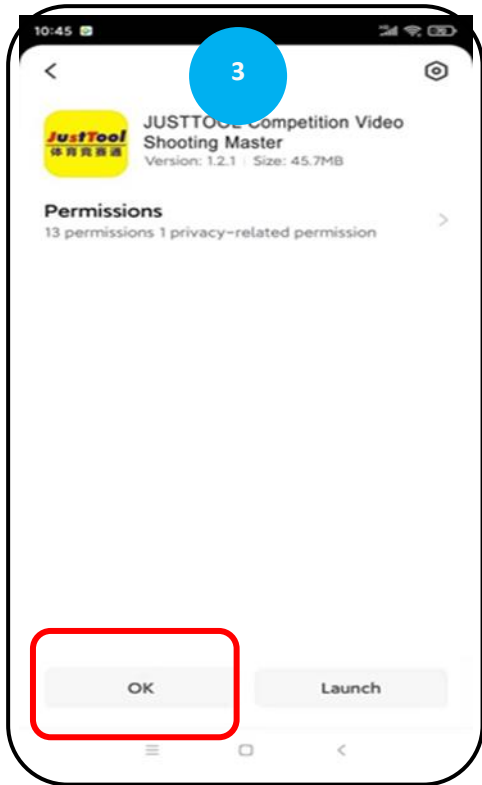 10:45
3
JUSTTOOL Competition Video
Shooting Master
JustTool
体育竞赛通
Version: 1.2.1 Size: 45.7MB
Permissions
13 permissions 1 privacy-related permission
OK
Launch